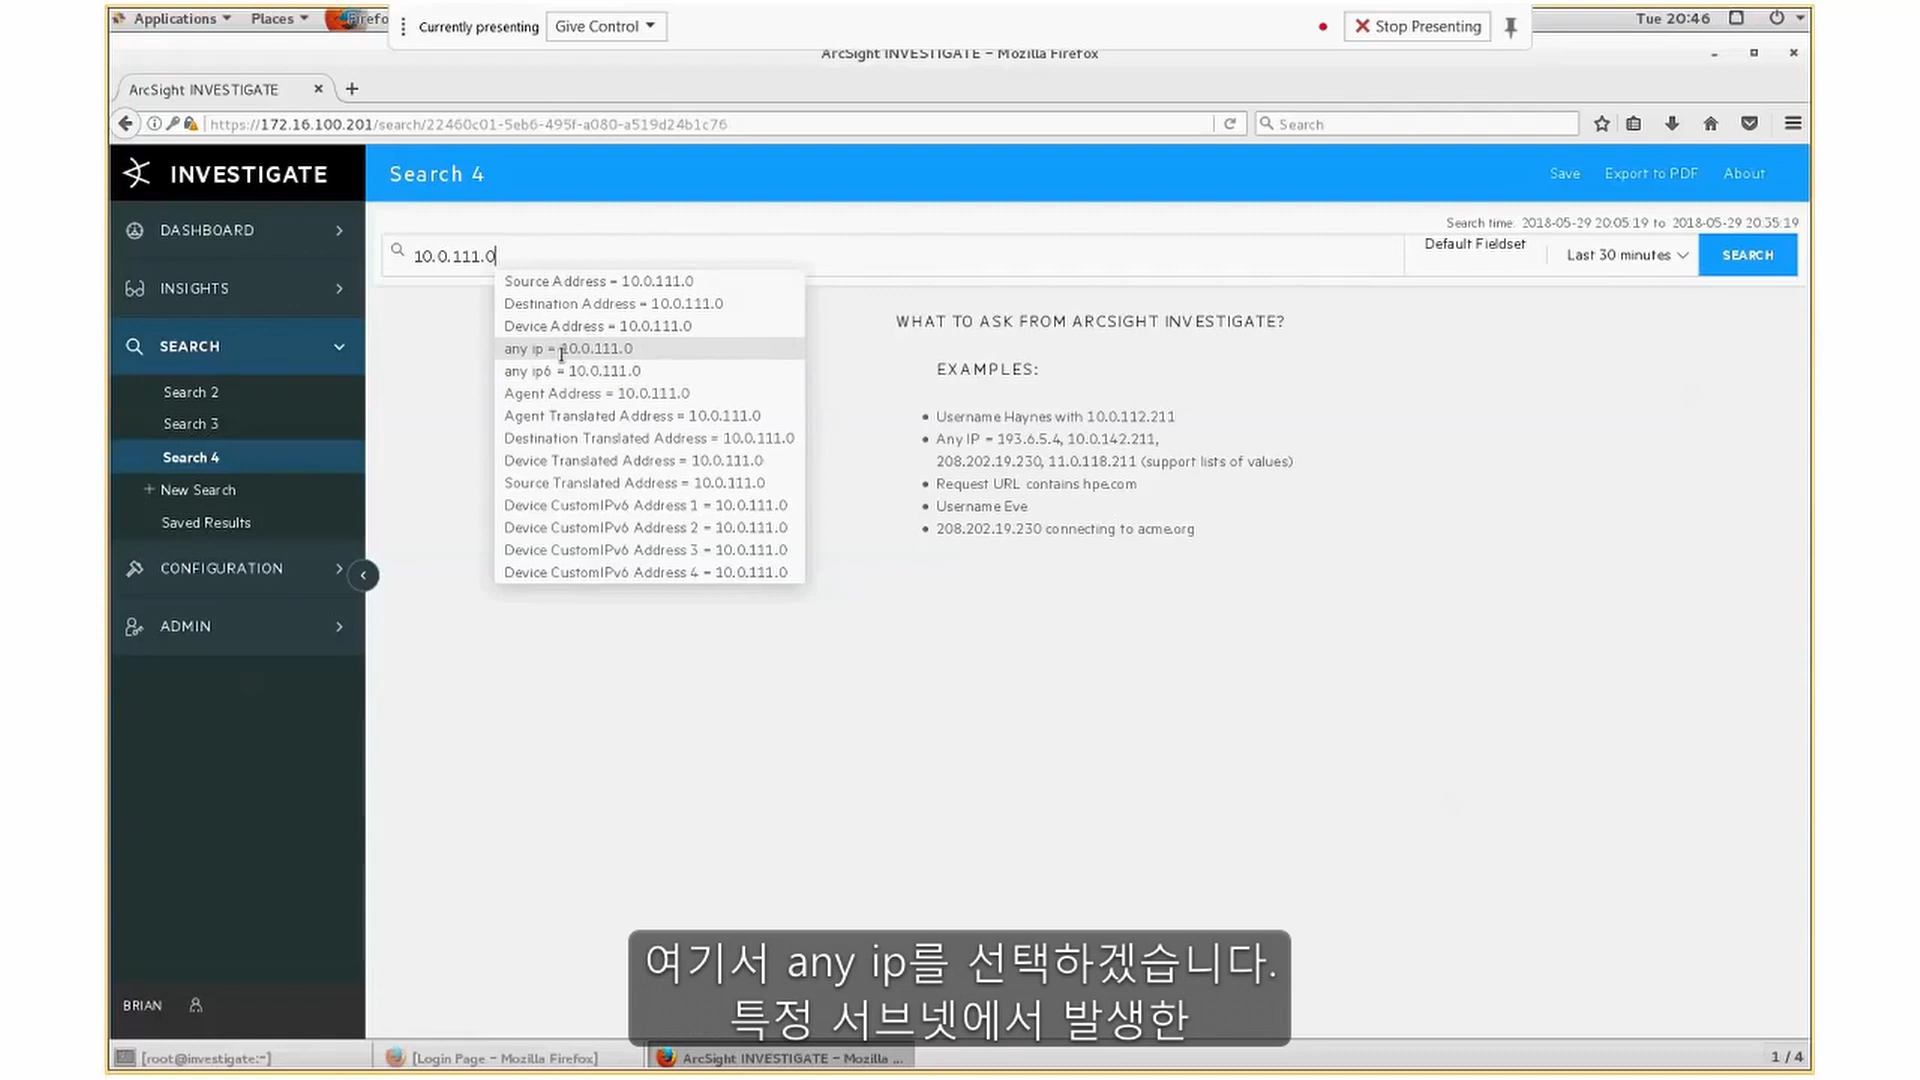 Applications
Places
Firefo
Currently presenting
Give Control
Stop Presenting
Tue 20:46
ArcSight INVESTIGATE - Mozilla Firefox
ArcSight INVESTIGATE
https://172.16.100.201/search/22460c01-5eb6-495f-a080-a519d24b1c76
Search
INVESTIGATE
Search 4
Save
Export to PDF
About
DASHBOARD
INSIGHTS
SEARCH
Search 2
Search 3
Search 4
+ New Search
Saved Results
CONFIGURATION
ADMIN
BRIAN
Search time: 2018-05-29 20:05:19 to 2018-05-29 20:35:19
10.0.111.0
Default Fieldset
Last 30 minutes
SEARCH
Source Address = 10.0.111.0
Destination Address = 10.0.111.0
Device Address = 10.0.111.0
any ip = 10.0.111.0
any ip6 = 10.0.111.0
Agent Address = 10.0.111.0
Agent Translated Address = 10.0.111.0
Destination Translated Address = 10.0.111.0
Device Translated Address = 10.0.111.0
Source Translated Address = 10.0.111.0
Device CustomIPv6 Address 1 = 10.0.111.0
Device CustomIPv6 Address 2 = 10.0.111.0
Device CustomIPv6 Address 3 = 10.0.111.0
Device CustomIPv6 Address 4 = 10.0.111.0
WHAT TO ASK FROM ARCSIGHT INVESTIGATE?
EXAMPLES:
• Username Haynes with 10.0.112.211
• Any IP = 193.6.5.4, 10.0.142.211,
208.202.19.230, 11.0.118.211 (support lists of values)
• Request URL contains hpe.com
• Username Eve
• 208.202.19.230 connecting to acme.org
여기서 any ip를 선택하겠습니다.
특정 서브넷에서 발생한
[root@investigate:~]
[Login Page - Mozilla Firefox]
ArcSight INVESTIGATE - Mozilla ...
1 / 4